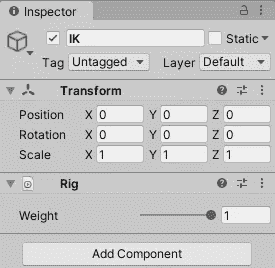 Inspector
IK Static
Tag Untagged Layer Default
Transform
Position X 0 Y 0 Z 0
Rotation X 0 Y 0 Z 0
Scale X 1 Y 1 Z 1
Rig
Weight 1
Add Component